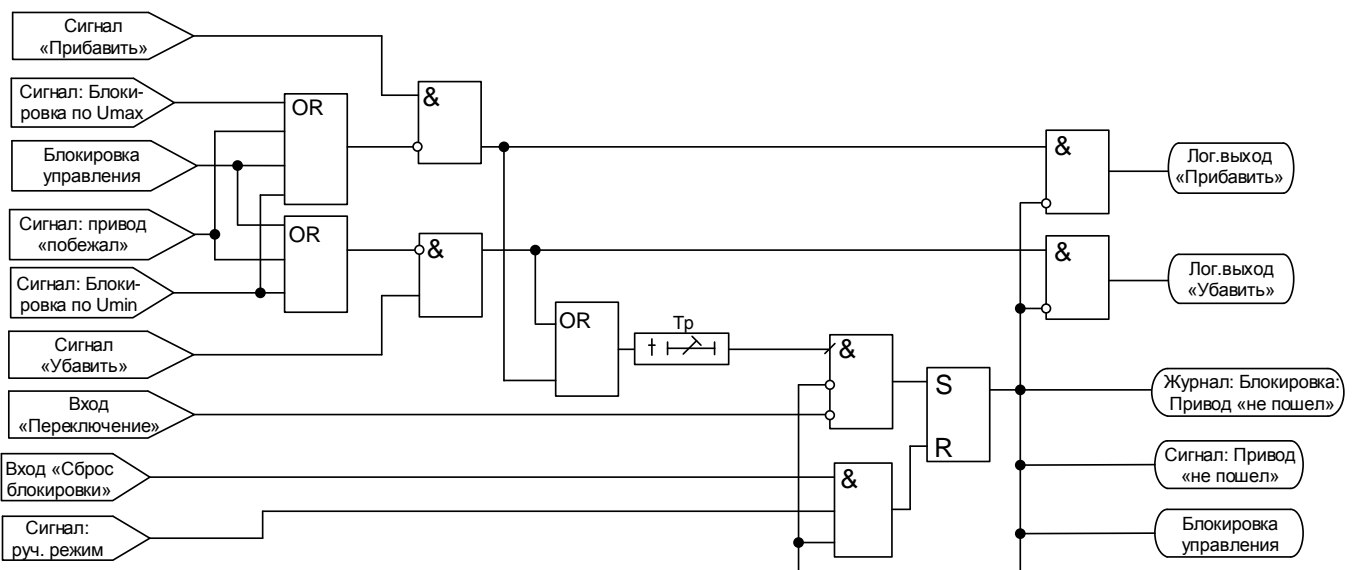 Сигнал
«Прибавить»
Сигнал: Блоки-
ровка по Umax
Блокировка
управления
Сигнал: привод
«побежал»
Сигнал: Блоки-
ровка по Umin
Сигнал
«Убавить»
Вход
«Переключение»
Вход «Сброс
блокировки»
Сигнал:
руч. режим
OR
OR
&
&
OR
Тр
&
&
S
R
&
&
Лог.выход
«Прибавить»
Лог.выход
«Убавить»
Журнал: Блокировка:
Привод «не пошел»
Сигнал: Привод
«не пошел»
Блокировка
управления